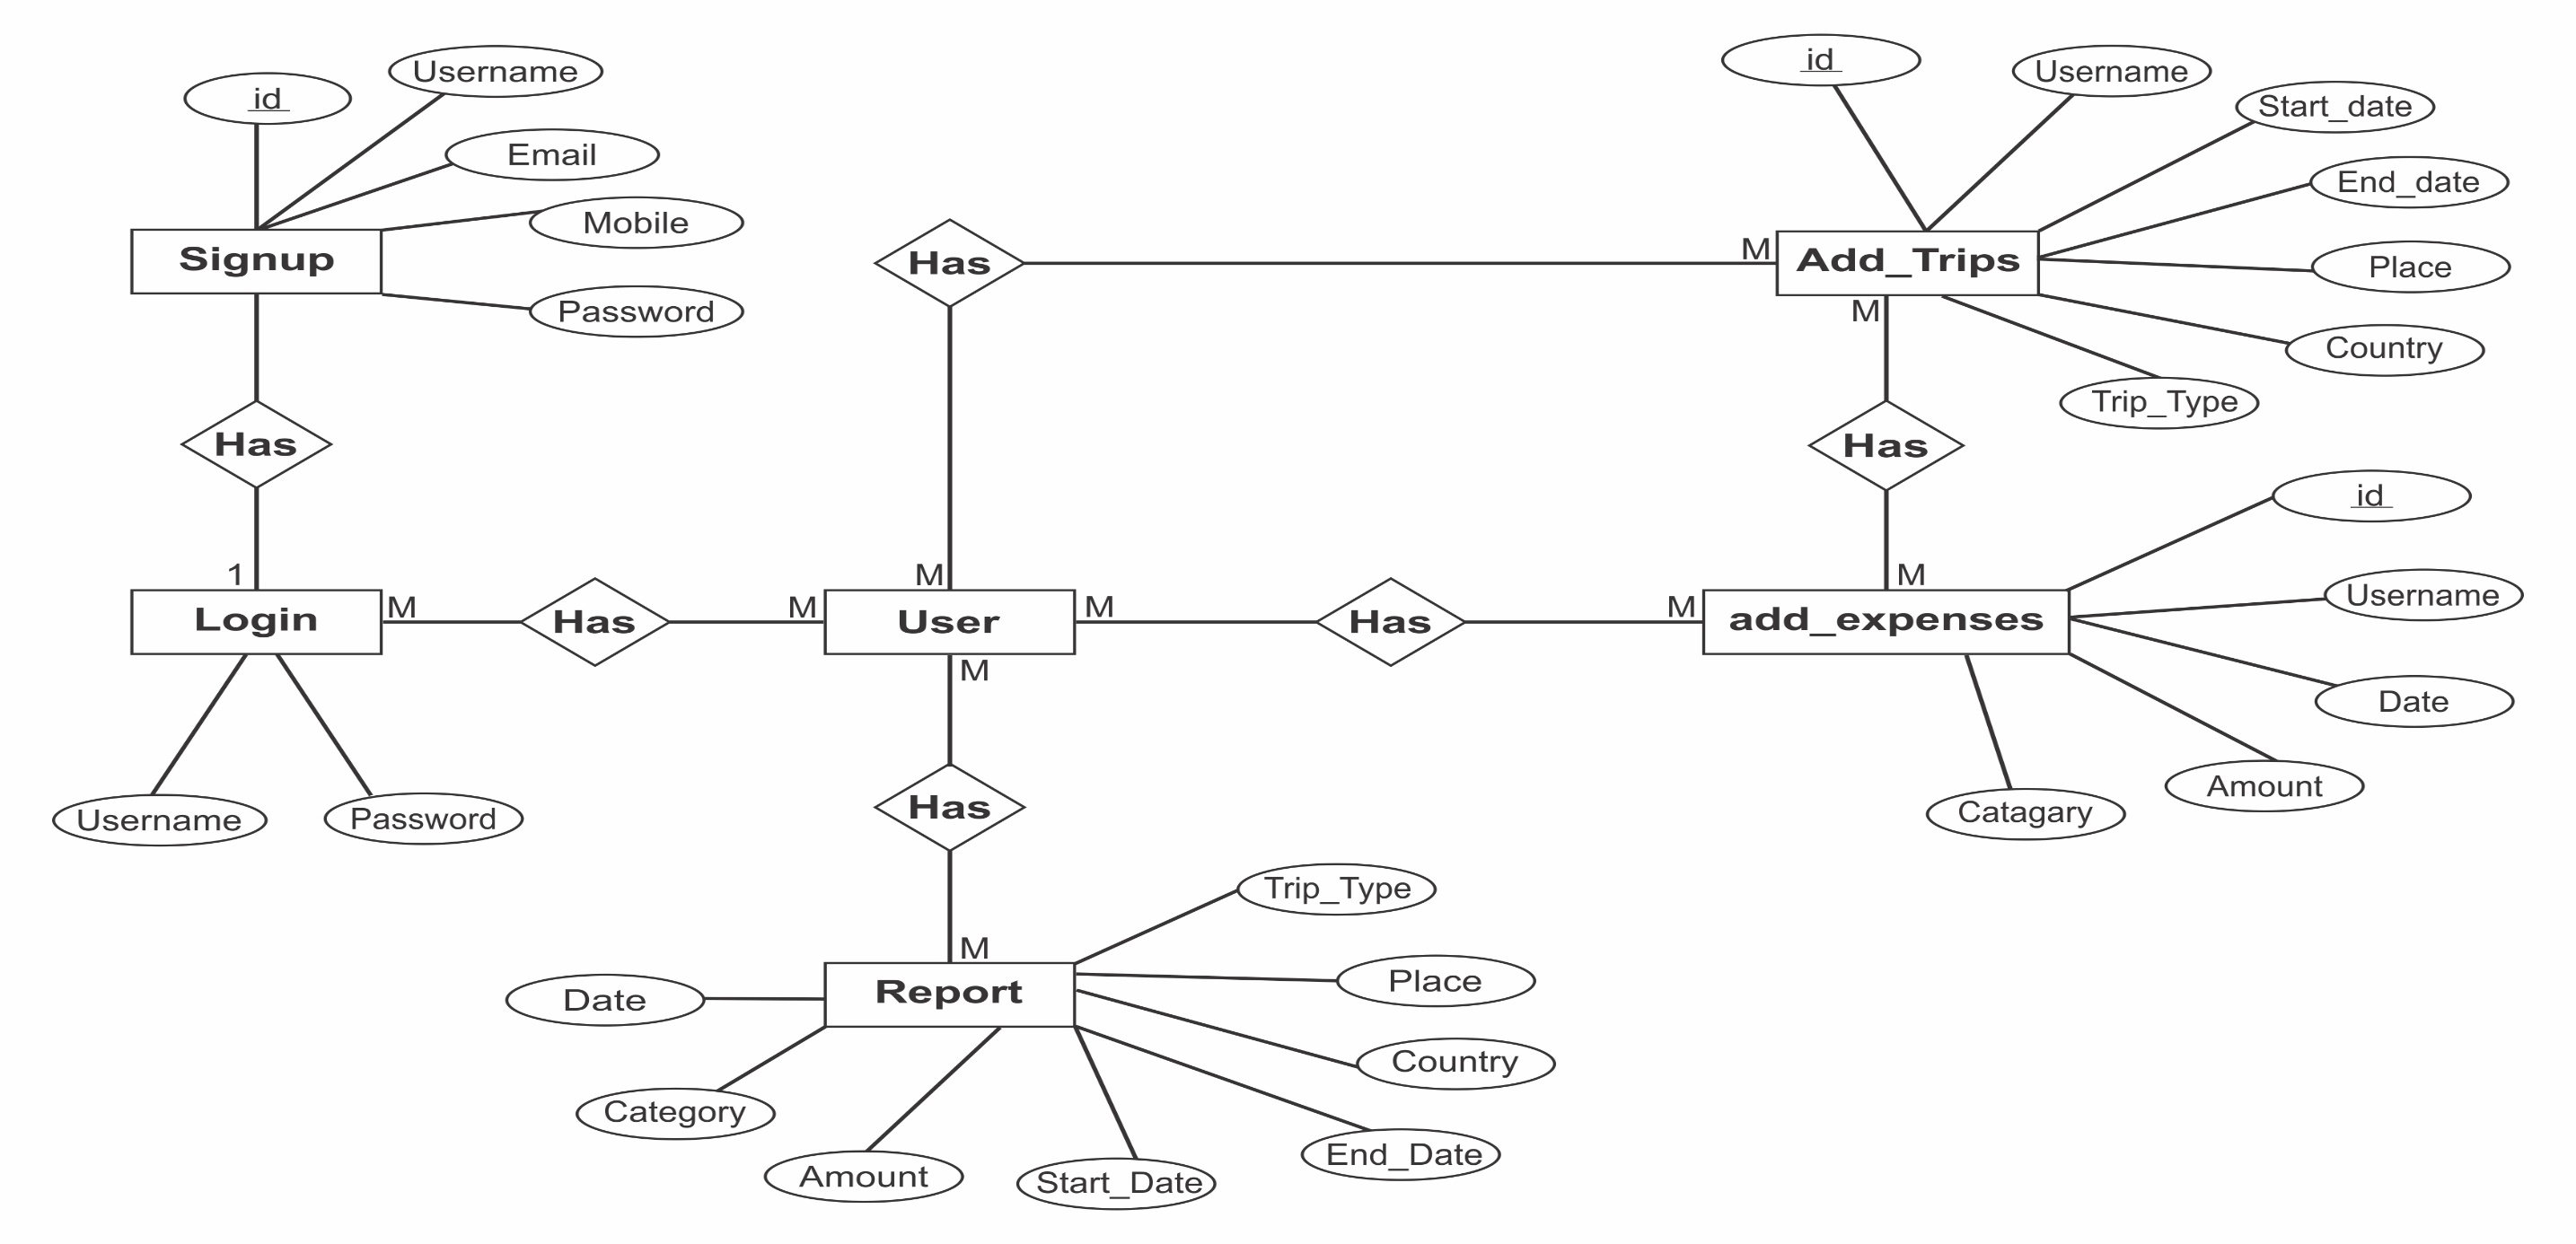 id
Username
Email
Mobile
Signup
Password
Has
1
Login
M
Has
M
Username
Password
Has
M
M
User
M
M
Has
M
Has
M
Report
Date
Category
Amount
Start_Date
End_Date
Country
Place
Trip_Type
id
Username
Start_date
End_date
Place
Country
Trip_Type
Add_Trips
M
Has
M
add_expenses
id
Username
Date
Amount
Catagary